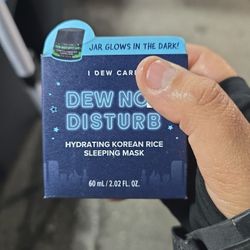 JAR GLOWS IN THE DARK!
I DEW CARE
DEW NOT
DISTURB
HYDRATING KOREAN RICE
SLEEPING MASK
60 mL / 2.02 FL. OZ.